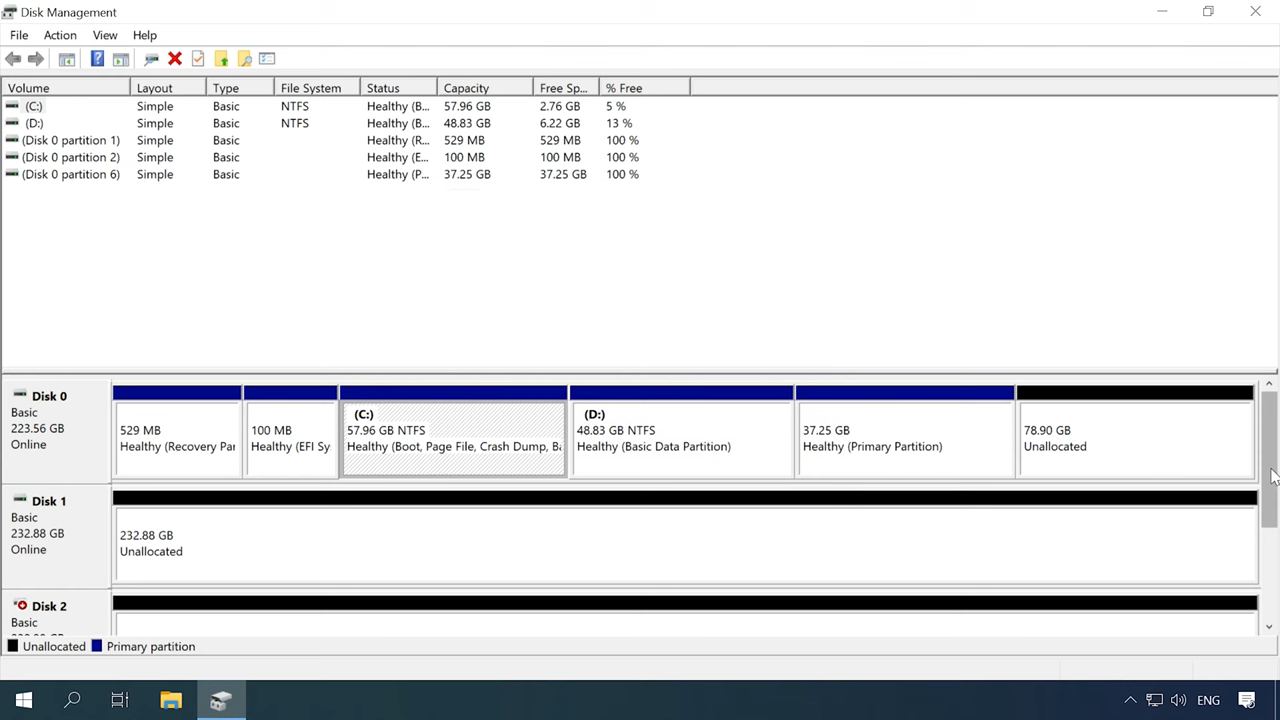 Disk Management
File Action View Help
Volume Layout Type File System Status Capacity Free Sp... % Free
(C:) Simple Basic NTFS Healthy (B... 57.96 GB 2.76 GB 5 %
(D:) Simple Basic NTFS Healthy (B... 48.83 GB 6.22 GB 13 %
(Disk 0 partition 1) Simple Basic Healthy (R... 529 MB 529 MB 100 %
(Disk 0 partition 2) Simple Basic Healthy (E... 100 MB 100 MB 100 %
(Disk 0 partition 6) Simple Basic Healthy (P... 37.25 GB 37.25 GB 100 %
Disk 0
Basic
223.56 GB
Online
529 MB
Healthy (Recovery Par
100 MB
Healthy (EFI Sy
(C:)
57.96 GB NTFS
Healthy (Boot, Page File, Crash Dump, Ba
(D:)
48.83 GB NTFS
Healthy (Basic Data Partition)
37.25 GB
Healthy (Primary Partition)
78.90 GB
Unallocated
Disk 1
Basic
232.88 GB
Online
232.88 GB
Unallocated
Disk 2
Basic
Unallocated Primary partition
ENG